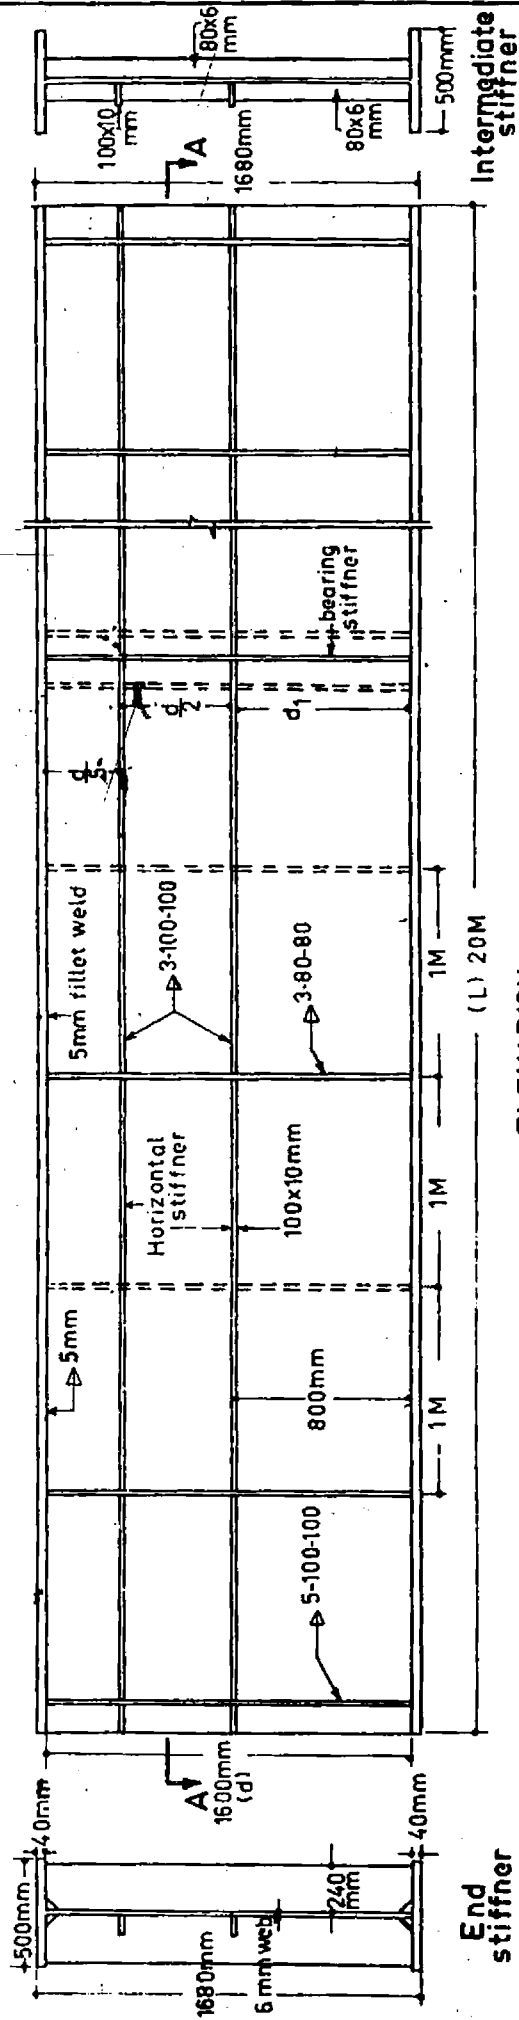 500mm
40mm
1680mm
6mm web
240
mm
40mm
End
stiffner
A
1600mm
(d)
5mm
5mm fillet weld
5-100-100
Horizontal
stiffner
3-100-100
100x10mm
800mm
3-80-80
1M
1M
1M
d/5
d/2
d1
bearing
stiffner
(L) 20M
A
1680mm
100x10
mm
80x6
mm
80x6
mm
500mm
Intermediate
stiffner